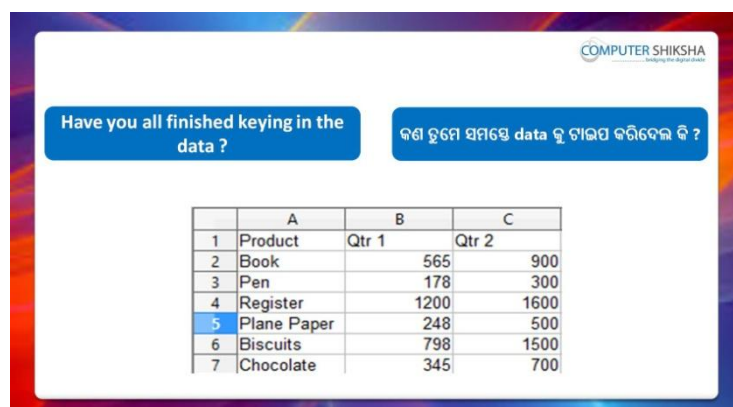 COMPUTER SHIKSHA
bridging the digital divide
Have you all finished keying in the
data ?
କଣ ତୁମେ ସମସ୍ତେ data କୁ ଟାଇପ କରିଦେଲ କି ?
A B C
1 Product Qtr 1 Qtr 2
2 Book 565 900
3 Pen 178 300
4 Register 1200 1600
5 Plane Paper 248 500
6 Biscuits 798 1500
7 Chocolate 345 700